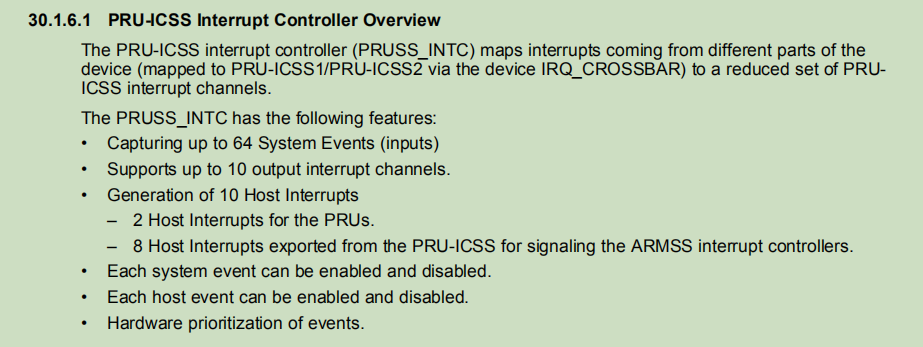 30.1.6.1 PRU-ICSS Interrupt Controller Overview
The PRU-ICSS interrupt controller (PRUSS_INTC) maps interrupts coming from different parts of the
device (mapped to PRU-ICSS1/PRU-ICSS2 via the device IRQ_CROSSBAR) to a reduced set of PRU-
ICSS interrupt channels.
The PRUSS_INTC has the following features:
• Capturing up to 64 System Events (inputs)
• Supports up to 10 output interrupt channels.
• Generation of 10 Host Interrupts
– 2 Host Interrupts for the PRUs.
– 8 Host Interrupts exported from the PRU-ICSS for signaling the ARMSS interrupt controllers.
• Each system event can be enabled and disabled.
• Each host event can be enabled and disabled.
• Hardware prioritization of events.